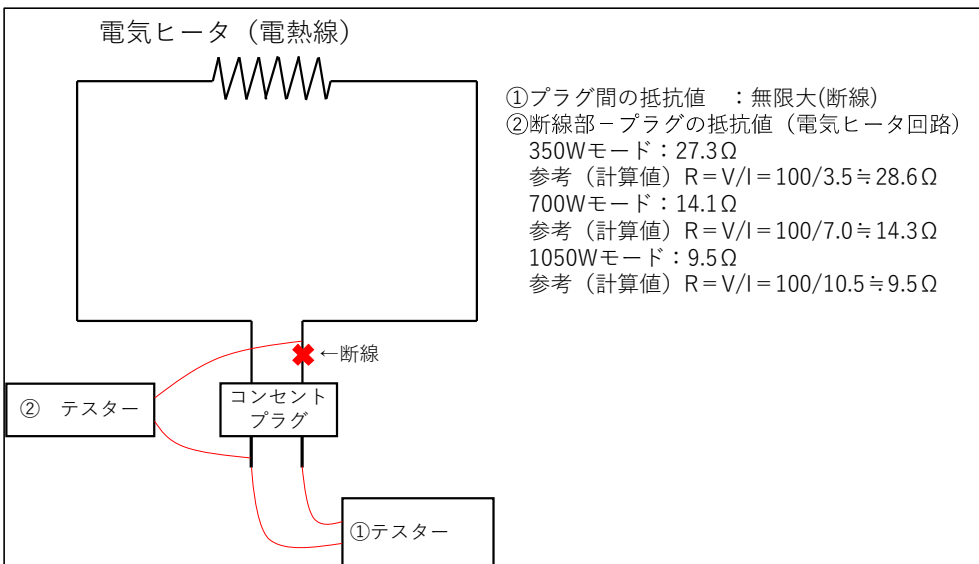 電気ヒータ（電熱線）
①プラグ間の抵抗値　：無限大(断線)
②断線部－プラグの抵抗値（電気ヒータ回路）
350Wモード：27.3Ω
参考（計算値）R＝V/I＝100/3.5≒28.6Ω
700Wモード：14.1Ω
参考（計算値）R＝V/I＝100/7.0≒14.3Ω
1050Wモード：9.5Ω
参考（計算値）R＝V/I＝100/10.5≒9.5Ω
←断線
②　テスター
コンセント
プラグ
①テスター